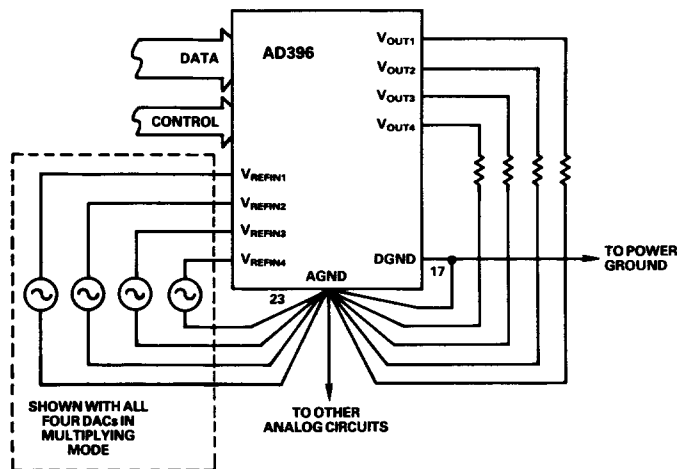 AD396
DATA
CONTROL
VOUT1
VOUT2
VOUT3
VOUT4
VREFIN1
VREFIN2
VREFIN3
VREFIN4
AGND
DGND
23
17
TO POWER
GROUND
TO OTHER
ANALOG CIRCUITS
SHOWN WITH ALL
FOUR DACs IN
MULTIPLYING
MODE